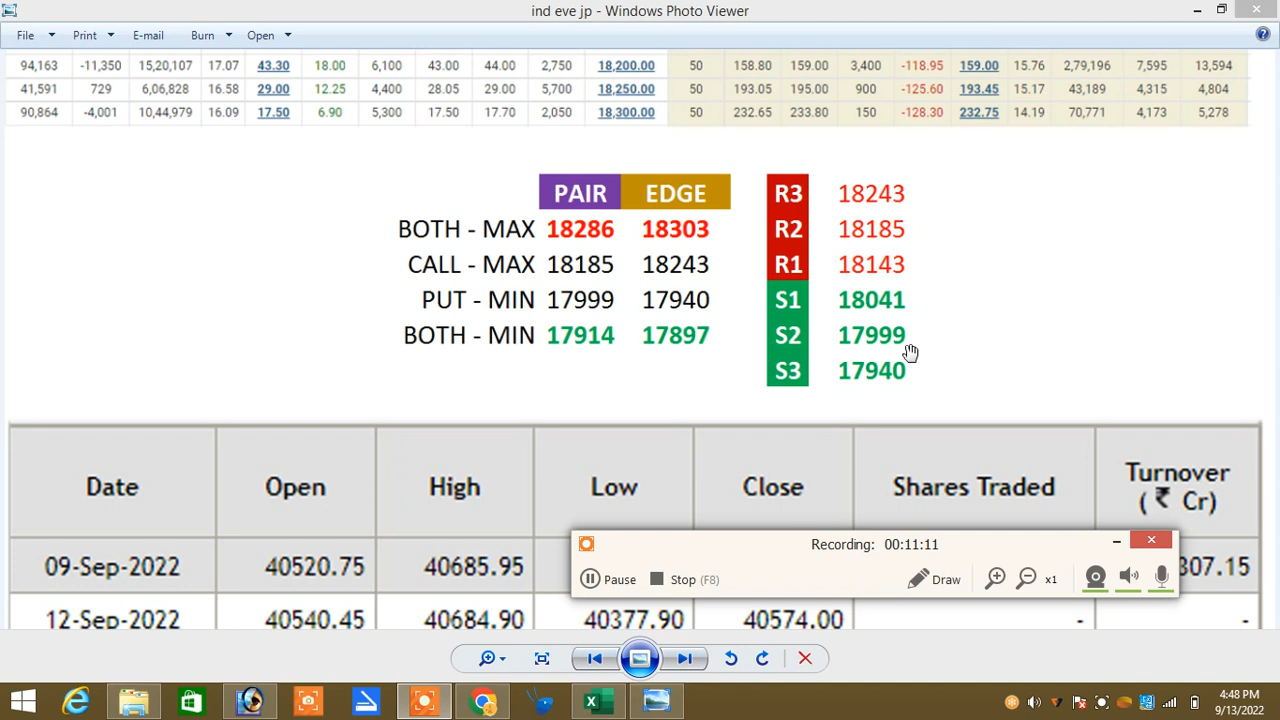 ind eve jp - Windows Photo Viewer
File Print E-mail Burn Open
94,163 -11,350 15,20,107 17.07 43.30 18.00 6,100 43.00 44.00 2,750 18,200.00 50 158.80 159.00 3,400 -118.95 159.00 15.76 2,79,196 7,595 13,594
41,591 729 6,06,828 16.58 29.00 12.25 4,400 28.05 29.00 5,700 18,250.00 50 193.05 195.00 900 -125.60 193.45 15.17 43,189 4,315 4,804
90,864 -4,001 10,44,979 16.09 17.50 6.90 5,300 17.50 17.70 2,050 18,300.00 50 232.65 233.80 150 -128.30 232.75 14.19 70,771 4,173 5,278
PAIR EDGE R3 18243
BOTH - MAX 18286 18303 R2 18185
CALL - MAX 18185 18243 R1 18143
PUT - MIN 17999 17940 S1 18041
BOTH - MIN 17914 17897 S2 17999
S3 17940
Date Open High Low Close Shares Traded Turnover
( ₹ Cr)
Recording: 00:11:11
09-Sep-2022 40520.75 40685.95 307.15
Pause Stop (F8) Draw x1
12-Sep-2022 40540.45 40684.90 40377.90 40574.00 - -
4:48 PM
9/13/2022